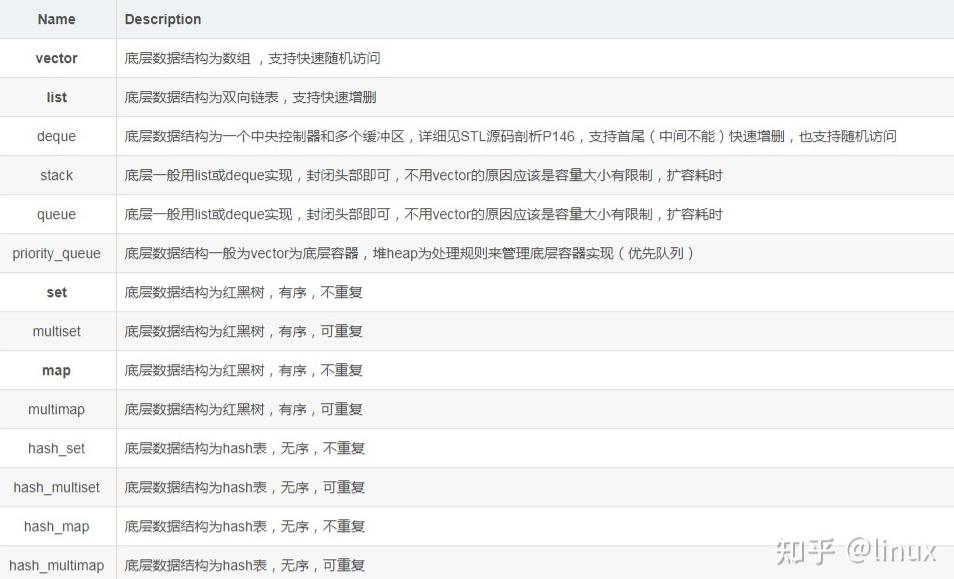 Name Description
vector 底层数据结构为数组 ，支持快速随机访问
list 底层数据结构为双向链表，支持快速增删
deque 底层数据结构为一个中央控制器和多个缓冲区，详细见STL源码剖析P146，支持首尾（中间不能）快速增删，也支持随机访问
stack 底层一般用list或deque实现，封闭头部即可，不用vector的原因应该是容量大小有限制，扩容耗时
queue 底层一般用list或deque实现，封闭头部即可，不用vector的原因应该是容量大小有限制，扩容耗时
priority_queue 底层数据结构一般为vector为底层容器，堆heap为处理规则来管理底层容器实现（优先队列）
set 底层数据结构为红黑树，有序，不重复
multiset 底层数据结构为红黑树，有序，可重复
map 底层数据结构为红黑树，有序，不重复
multimap 底层数据结构为红黑树，有序，可重复
hash_set 底层数据结构为hash表，无序，不重复
hash_multiset 底层数据结构为hash表，无序，可重复
hash_map 底层数据结构为hash表，无序，不重复
hash_multimap 底层数据结构为hash表，无序，可重复
知乎 @linux